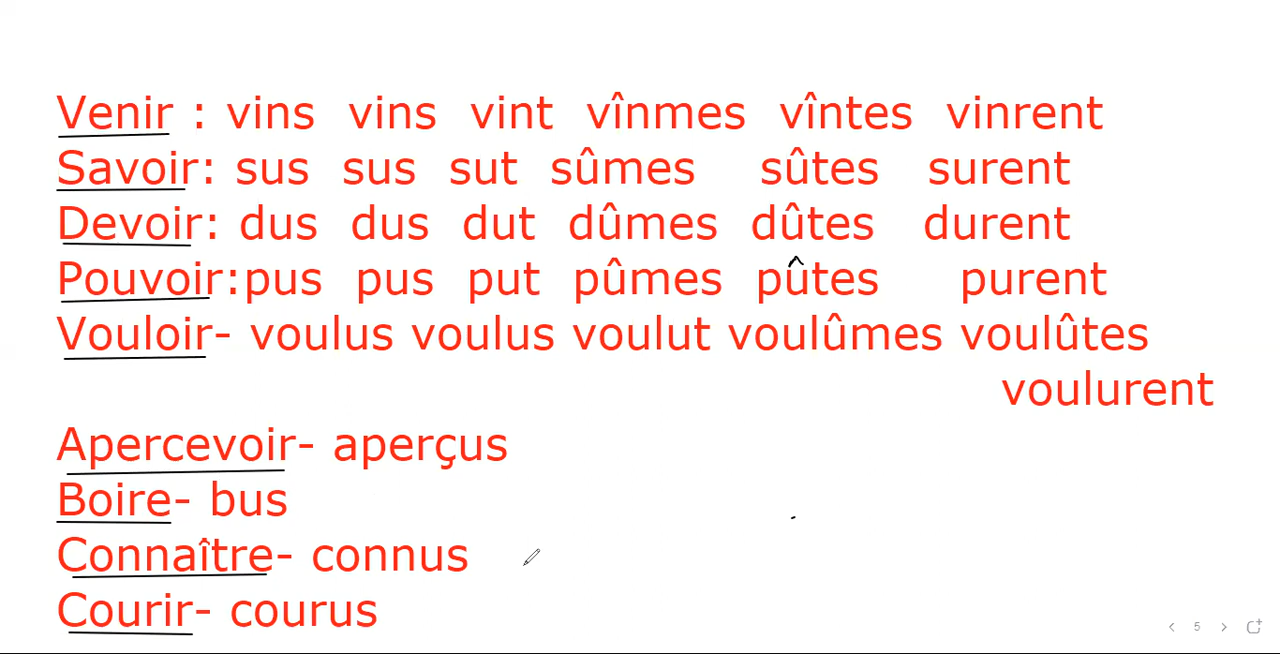 Venir : vins vins vint vînmes vîntes vinrent
Savoir: sus sus sut sûmes sûtes surent
Devoir: dus dus dut dûmes dûtes durent
Pouvoir:pus pus put pûmes pûtes purent
Vouloir- voulus voulus voulut voulûmes voulûtes
voulurent
Apercevoir- aperçus
Boire- bus
Connaître- connus
Courir- courus
< 5 >